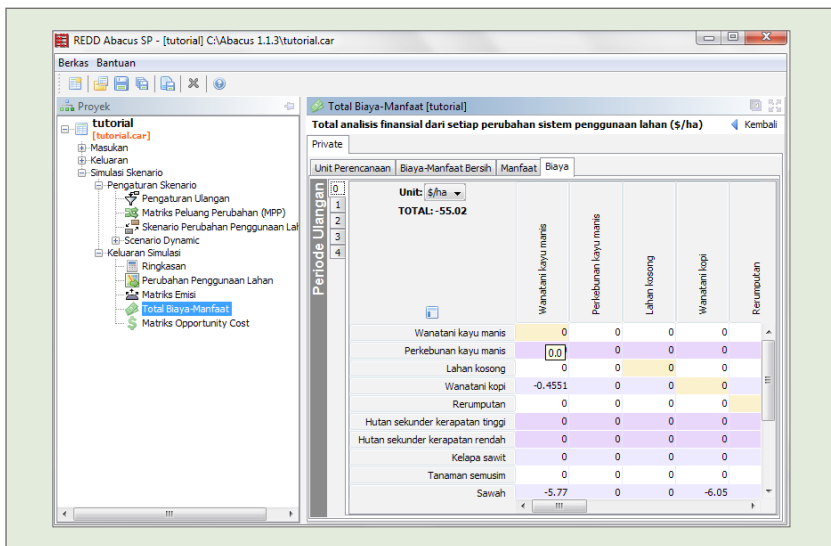 REDD Abacus SP - [tutorial] C:\Abacus 1.1.3\tutorial.car
Berkas Bantuan
Proyek
tutorial
[tutorial.car]
Masukan
Keluaran
Simulasi Skenario
Pengaturan Skenario
Pengaturan Ulangan
Matriks Peluang Perubahan (MPP)
Skenario Perubahan Penggunaan Lah
Scenario Dynamic
Keluaran Simulasi
Ringkasan
Perubahan Penggunaan Lahan
Matriks Emisi
Total Biaya-Manfaat
Matriks Opportunity Cost
Total Biaya-Manfaat [tutorial]
Total analisis finansial dari setiap perubahan sistem penggunaan lahan ($/ha)
Kembali
Private
Unit Perencanaan Biaya-Manfaat Bersih Manfaat Biaya
Periode Ulangan
0
1
2
3
4
Unit: $/ha
TOTAL: -55.02
Wanatani kayu manis
Perkebunan kayu manis
Lahan kosong
Wanatani kopi
Rerumputan
Wanatani kayu manis 0 0 0 0
Perkebunan kayu manis 0.0 0 0 0
Lahan kosong 0 0 0 0
Wanatani kopi -0.4551 0 0 0
Rerumputan 0 0 0 0
Hutan sekunder kerapatan tinggi 0 0 0 0
Hutan sekunder kerapatan rendah 0 0 0 0
Kelapa sawit 0 0 0 0
Tanaman semusim 0 0 0 0
Sawah -5.77 0 0 -6.05